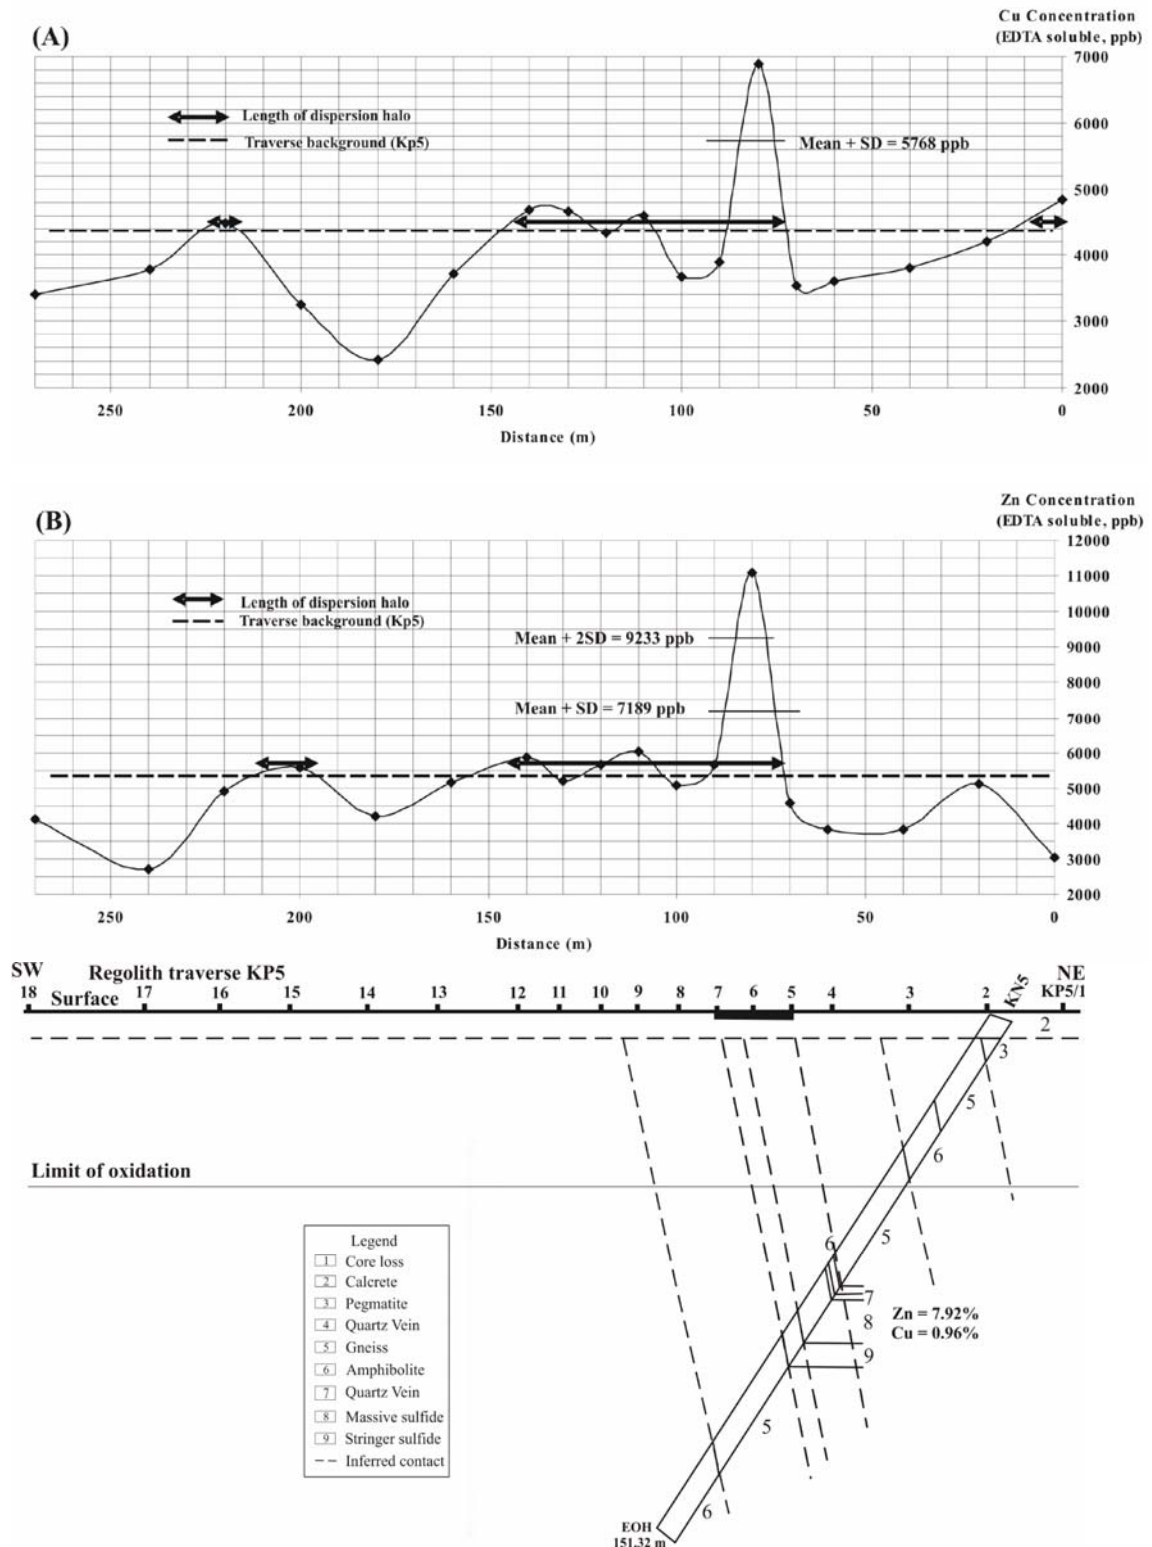 (A)
Cu Concentration
(EDTA soluble, ppb)
7000
Length of dispersion halo
Traverse background (Kp5)
6000
Mean + SD = 5768 ppb
5000
4000
3000
2000
250 200 150 100 50 0
Distance (m)
(B)
Zn Concentration
(EDTA soluble, ppb)
12000
11000
Length of dispersion halo
10000
Traverse background (Kp5)
Mean + 2SD = 9233 ppb
9000
8000
Mean + SD = 7189 ppb
7000
6000
5000
4000
3000
2000
250 200 150 100 50 0
Distance (m)
SW Regolith traverse KP5 NE
18 Surface 17 16 15 14 13 12 11 10 9 8 7 6 5 4 3 2 KN5 KP5/1
2
3
5
6
Limit of oxidation
5
6
7
8
Zn = 7.92%
Cu = 0.96%
9
5
6
EOH
151.32 m
Legend
1 Core loss
2 Calcrete
3 Pegmatite
4 Quartz Vein
5 Gneiss
6 Amphibolite
7 Quartz Vein
8 Massive sulfide
9 Stringer sulfide
Inferred contact